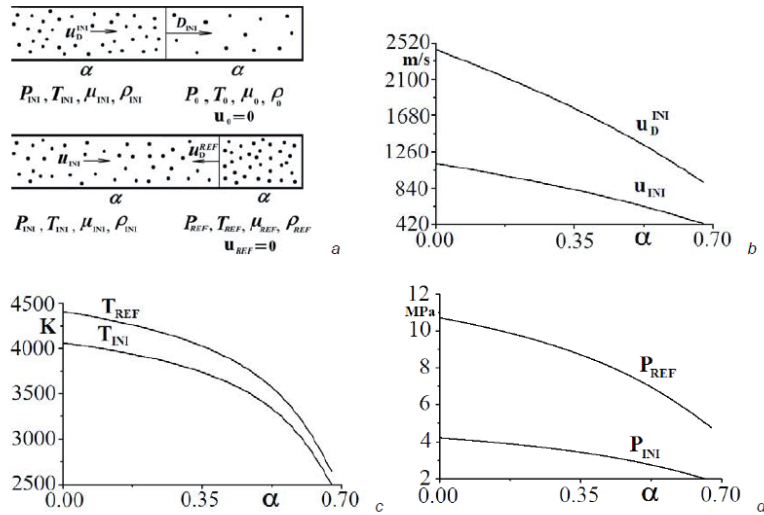 u_D^INI D_INI
α α
P_INI, T_INI, μ_INI, ρ_INI P_0, T_0, μ_0, ρ_0
u_0=0
u_INI u_D^REF
α α
P_INI, T_INI, μ_INI, ρ_INI P_REF, T_REF, μ_REF, ρ_REF
u_REF=0
a
2520
m/s
2100
1680
1260
840
420
u_D^INI
u_INI
0.00 0.35 α 0.70
b
4500
K
4000
3500
3000
2500
T_REF
T_INI
0.00 0.35 α 0.70
c
12
MPa
10
8
6
4
2
P_REF
P_INI
0.00 0.35 α 0.70
d